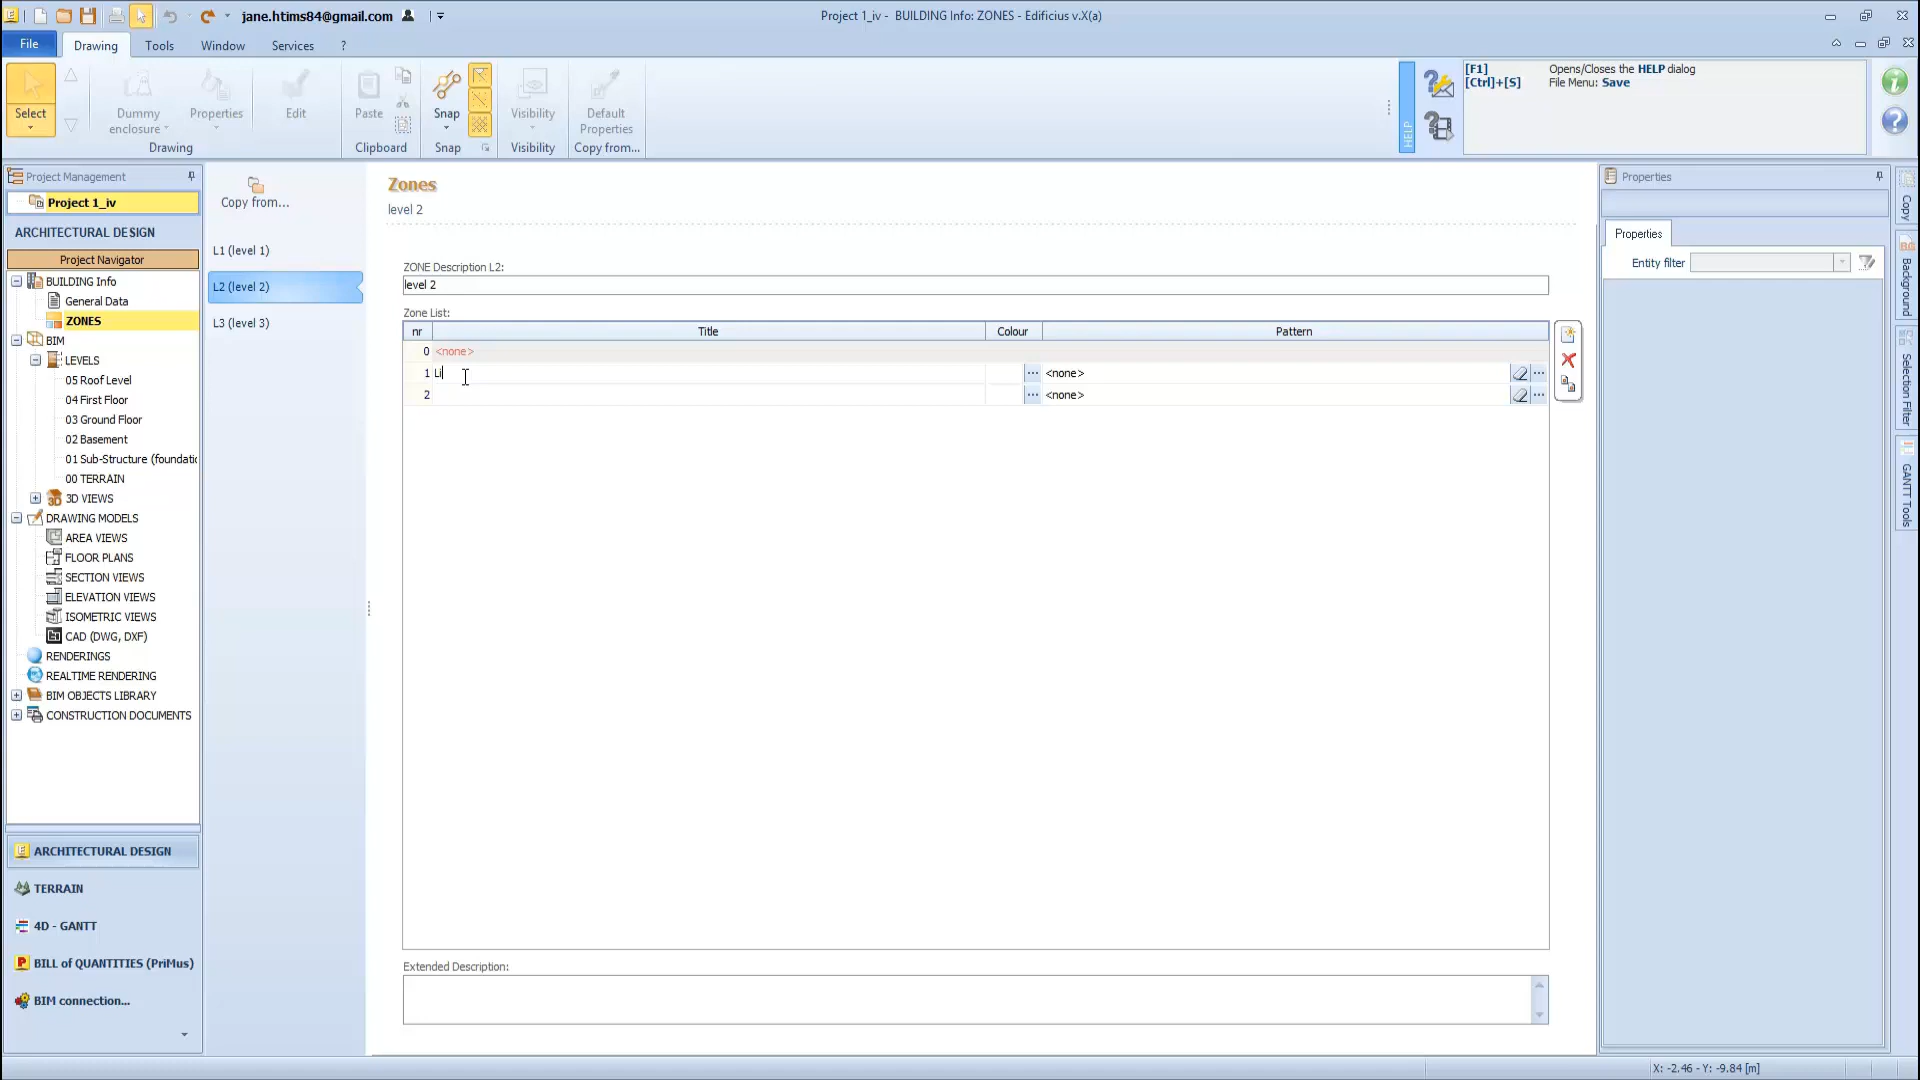 jane.htims84@gmail.com
Project 1_iv - BUILDING Info: ZONES - Edificius v.X(a)
File
Drawing
Tools
Window
Services
?
Select
Dummy
enclosure
Properties
Edit
Drawing
Paste
Clipboard
Snap
Snap
Visibility
Visibility
Default
Properties
Copy from...
HELP
[F1] Opens/Closes the HELP dialog
[Ctrl]+[S] File Menu: Save
Project Management
Project 1_iv
ARCHITECTURAL DESIGN
Project Navigator
BUILDING Info
General Data
ZONES
BIM
LEVELS
05 Roof Level
04 First Floor
03 Ground Floor
02 Basement
01 Sub-Structure (foundatic
00 TERRAIN
3D VIEWS
DRAWING MODELS
AREA VIEWS
FLOOR PLANS
SECTION VIEWS
ELEVATION VIEWS
ISOMETRIC VIEWS
CAD (DWG, DXF)
RENDERINGS
REALTIME RENDERING
BIM OBJECTS LIBRARY
CONSTRUCTION DOCUMENTS
ARCHITECTURAL DESIGN
TERRAIN
4D - GANTT
BILL of QUANTITIES (PriMus)
BIM connection...
Copy from...
L1 (level 1)
L2 (level 2)
L3 (level 3)
Zones
level 2
ZONE Description L2:
level 2
Zone List:
nr Title Colour Pattern
0 <none>
1 Li ... <none> ...
2 ... <none> ...
Extended Description:
Properties
Properties
Entity filter
Copy
Background
Selection Filter
GANTT Tools
X: -2.46 - Y: -9.84 [m]